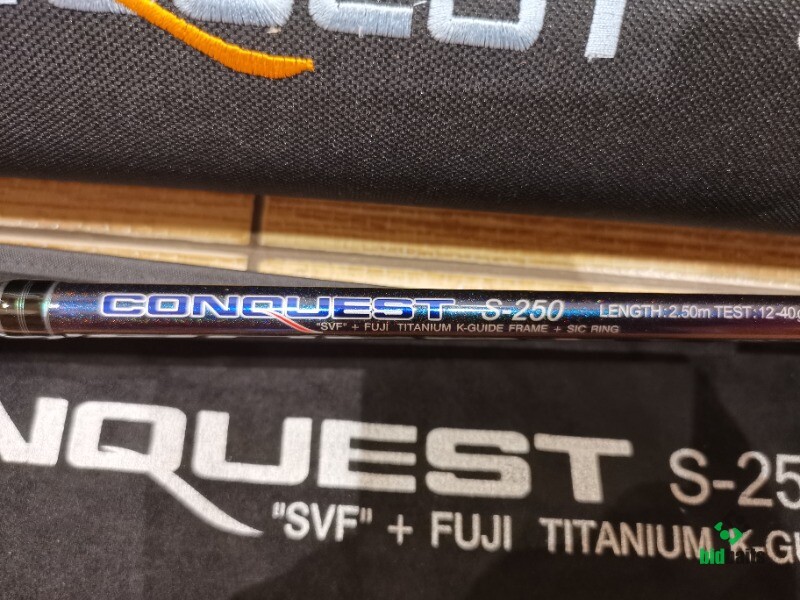 CONQUEST S-250 LENGTH: 2.50m TEST: 12-40g
"SVF" + FUJI TITANIUM K-GUIDE FRAME + SIC RING
NQUEST S-25
"SVF" + FUJI TITANIUM K-GU